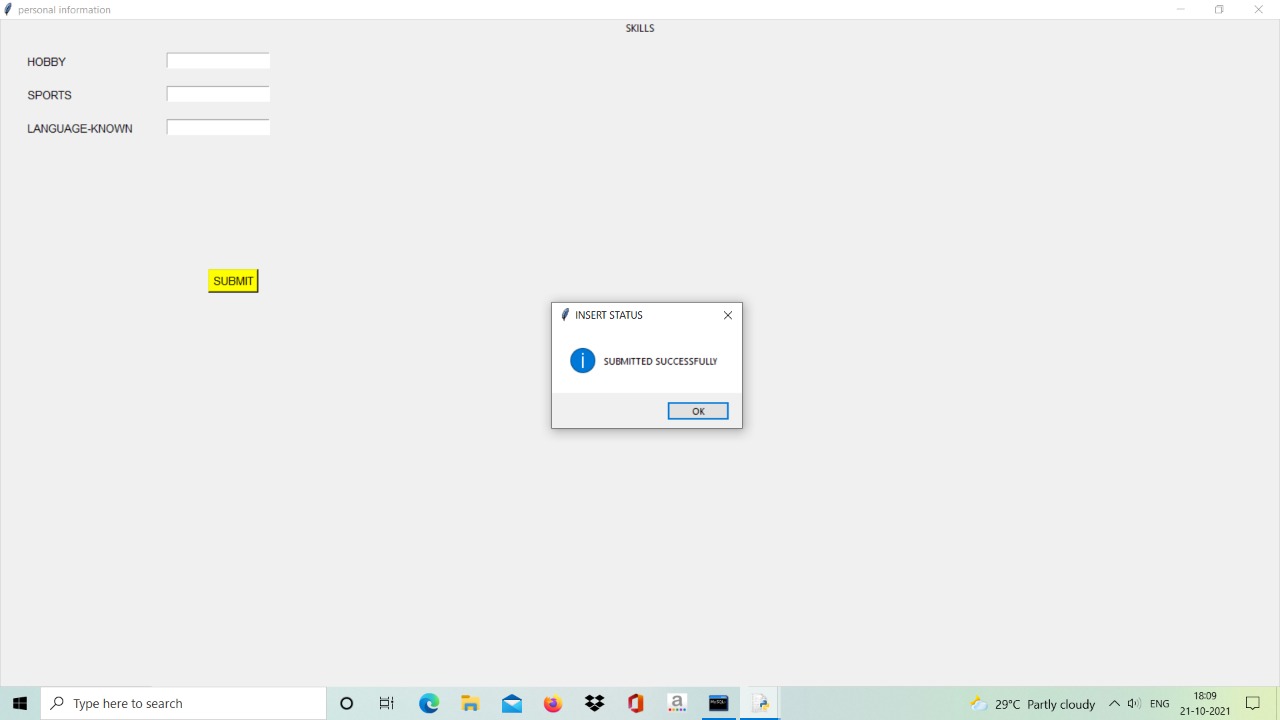 personal information
SKILLS
HOBBY
SPORTS
LANGUAGE-KNOWN
SUBMIT
INSERT STATUS
i SUBMITTED SUCCESSFULLY
OK
Type here to search
a
29°C Partly cloudy
ENG
18:09
21-10-2021